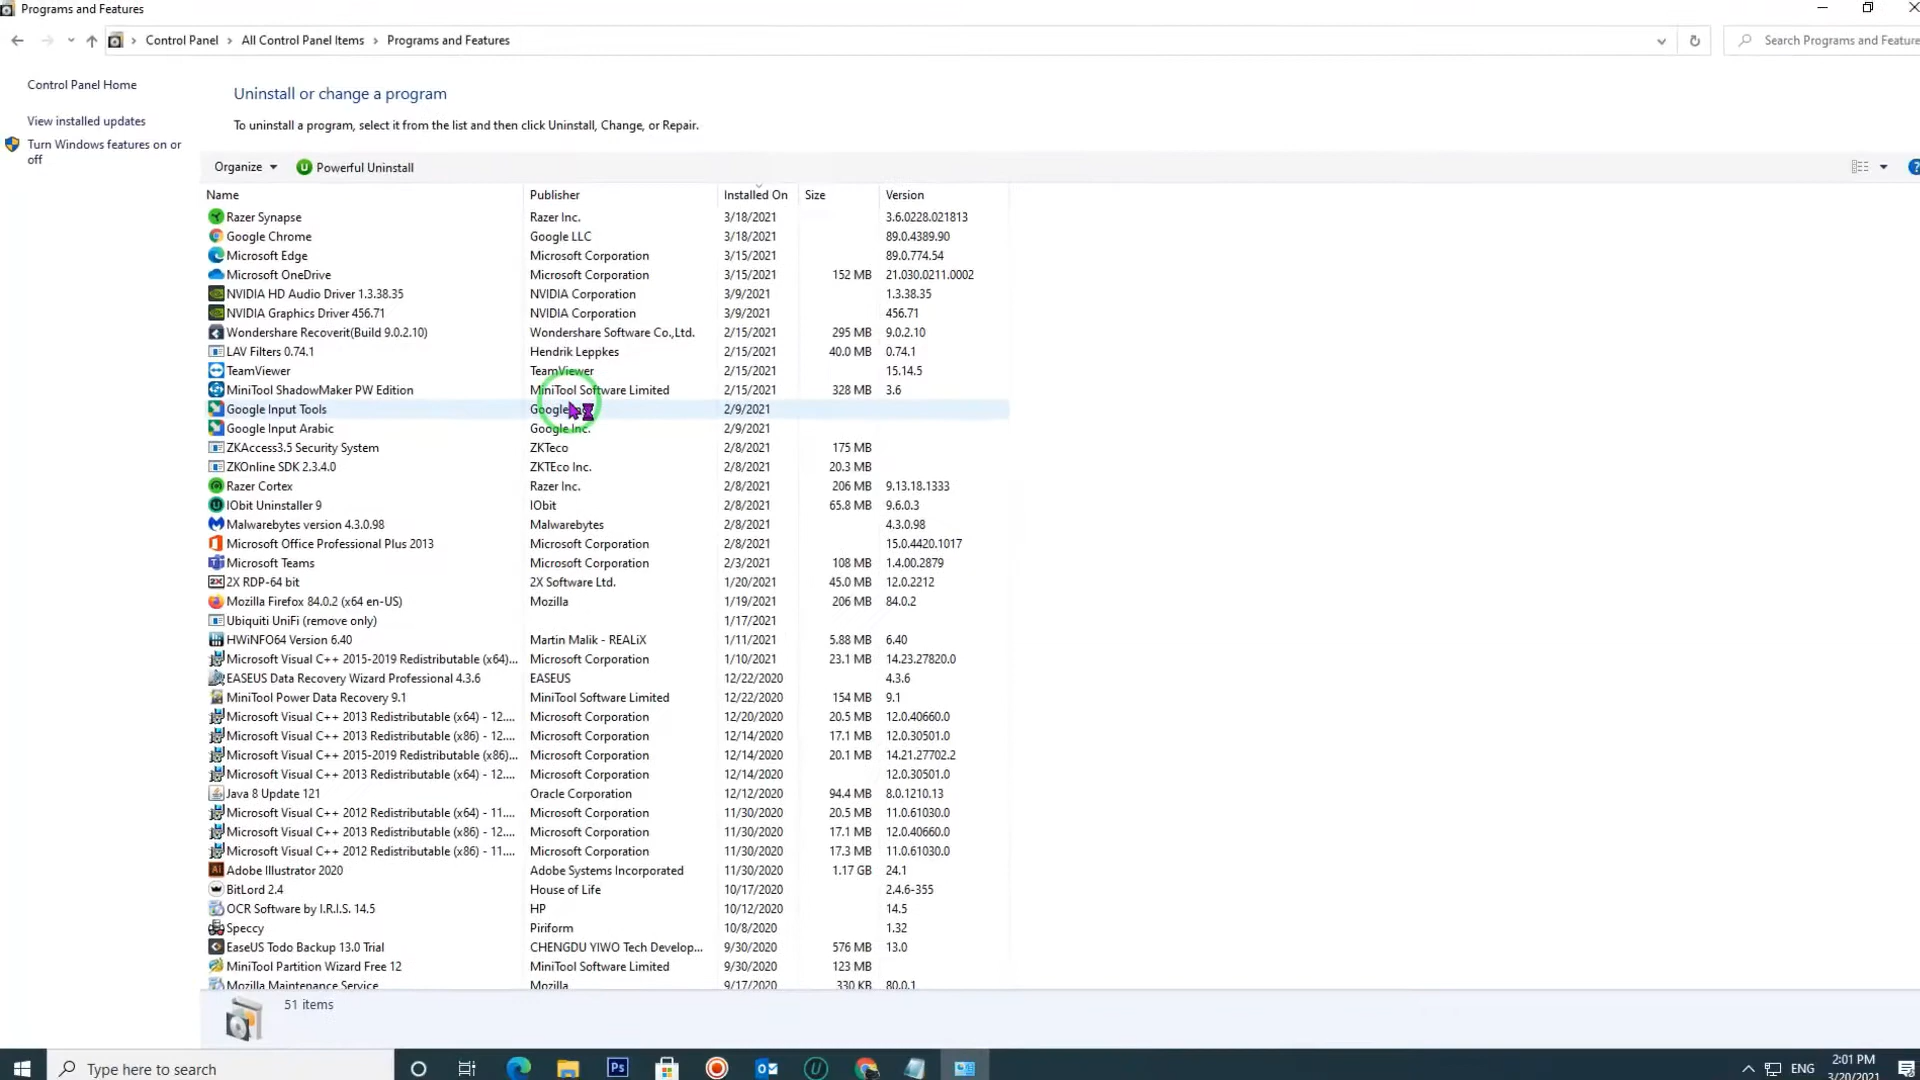 Programs and Features
Control Panel > All Control Panel Items > Programs and Features
Search Programs and Feature
Control Panel Home
View installed updates
Turn Windows features on or
off
Uninstall or change a program
To uninstall a program, select it from the list and then click Uninstall, Change, or Repair.
Organize Powerful Uninstall
Name Publisher Installed On Size Version
Razer Synapse Razer Inc. 3/18/2021 3.6.0228.021813
Google Chrome Google LLC 3/18/2021 89.0.4389.90
Microsoft Edge Microsoft Corporation 3/15/2021 89.0.774.54
Microsoft OneDrive Microsoft Corporation 3/15/2021 152 MB 21.030.0211.0002
NVIDIA HD Audio Driver 1.3.38.35 NVIDIA Corporation 3/9/2021 1.3.38.35
NVIDIA Graphics Driver 456.71 NVIDIA Corporation 3/9/2021 456.71
Wondershare Recoverit(Build 9.0.2.10) Wondershare Software Co.,Ltd. 2/15/2021 295 MB 9.0.2.10
LAV Filters 0.74.1 Hendrik Leppkes 2/15/2021 40.0 MB 0.74.1
TeamViewer TeamViewer 2/15/2021 15.14.5
MiniTool ShadowMaker PW Edition MiniTool Software Limited 2/15/2021 328 MB 3.6
Google Input Tools Google 2/9/2021
Google Input Arabic Google Inc. 2/9/2021
ZKAccess3.5 Security System ZKTeco 2/8/2021 175 MB
ZKOnline SDK 2.3.4.0 ZKTEco Inc. 2/8/2021 20.3 MB
Razer Cortex Razer Inc. 2/8/2021 206 MB 9.13.18.1333
IObit Uninstaller 9 IObit 2/8/2021 65.8 MB 9.6.0.3
Malwarebytes version 4.3.0.98 Malwarebytes 2/8/2021 4.3.0.98
Microsoft Office Professional Plus 2013 Microsoft Corporation 2/8/2021 15.0.4420.1017
Microsoft Teams Microsoft Corporation 2/3/2021 108 MB 1.4.00.2879
2X RDP-64 bit 2X Software Ltd. 1/20/2021 45.0 MB 12.0.2212
Mozilla Firefox 84.0.2 (x64 en-US) Mozilla 1/19/2021 206 MB 84.0.2
Ubiquiti UniFi (remove only) 1/17/2021
HWiNFO64 Version 6.40 Martin Malik - REALiX 1/11/2021 5.88 MB 6.40
Microsoft Visual C++ 2015-2019 Redistributable (x64)... Microsoft Corporation 1/10/2021 23.1 MB 14.23.27820.0
EASEUS Data Recovery Wizard Professional 4.3.6 EASEUS 12/22/2020 4.3.6
MiniTool Power Data Recovery 9.1 MiniTool Software Limited 12/22/2020 154 MB 9.1
Microsoft Visual C++ 2013 Redistributable (x64) - 12.... Microsoft Corporation 12/20/2020 20.5 MB 12.0.40660.0
Microsoft Visual C++ 2013 Redistributable (x86) - 12.... Microsoft Corporation 12/14/2020 17.1 MB 12.0.30501.0
Microsoft Visual C++ 2015-2019 Redistributable (x86)... Microsoft Corporation 12/14/2020 20.1 MB 14.21.27702.2
Microsoft Visual C++ 2013 Redistributable (x64) - 12.... Microsoft Corporation 12/14/2020 12.0.30501.0
Java 8 Update 121 Oracle Corporation 12/12/2020 94.4 MB 8.0.1210.13
Microsoft Visual C++ 2012 Redistributable (x64) - 11.... Microsoft Corporation 11/30/2020 20.5 MB 11.0.61030.0
Microsoft Visual C++ 2013 Redistributable (x86) - 12.... Microsoft Corporation 11/30/2020 17.1 MB 12.0.40660.0
Microsoft Visual C++ 2012 Redistributable (x86) - 11.... Microsoft Corporation 11/30/2020 17.3 MB 11.0.61030.0
Adobe Illustrator 2020 Adobe Systems Incorporated 11/30/2020 1.17 GB 24.1
BitLord 2.4 House of Life 10/17/2020 2.4.6-355
OCR Software by I.R.I.S. 14.5 HP 10/12/2020 14.5
Speccy Piriform 10/8/2020 1.32
EaseUS Todo Backup 13.0 Trial CHENGDU YIWO Tech Develop... 9/30/2020 576 MB 13.0
MiniTool Partition Wizard Free 12 MiniTool Software Limited 9/30/2020 123 MB
Mozilla Maintenance Service Mozilla 9/17/2020 330 KB 80.0.1
51 items
Type here to search
Ps
ENG
2:01 PM
3/20/2021